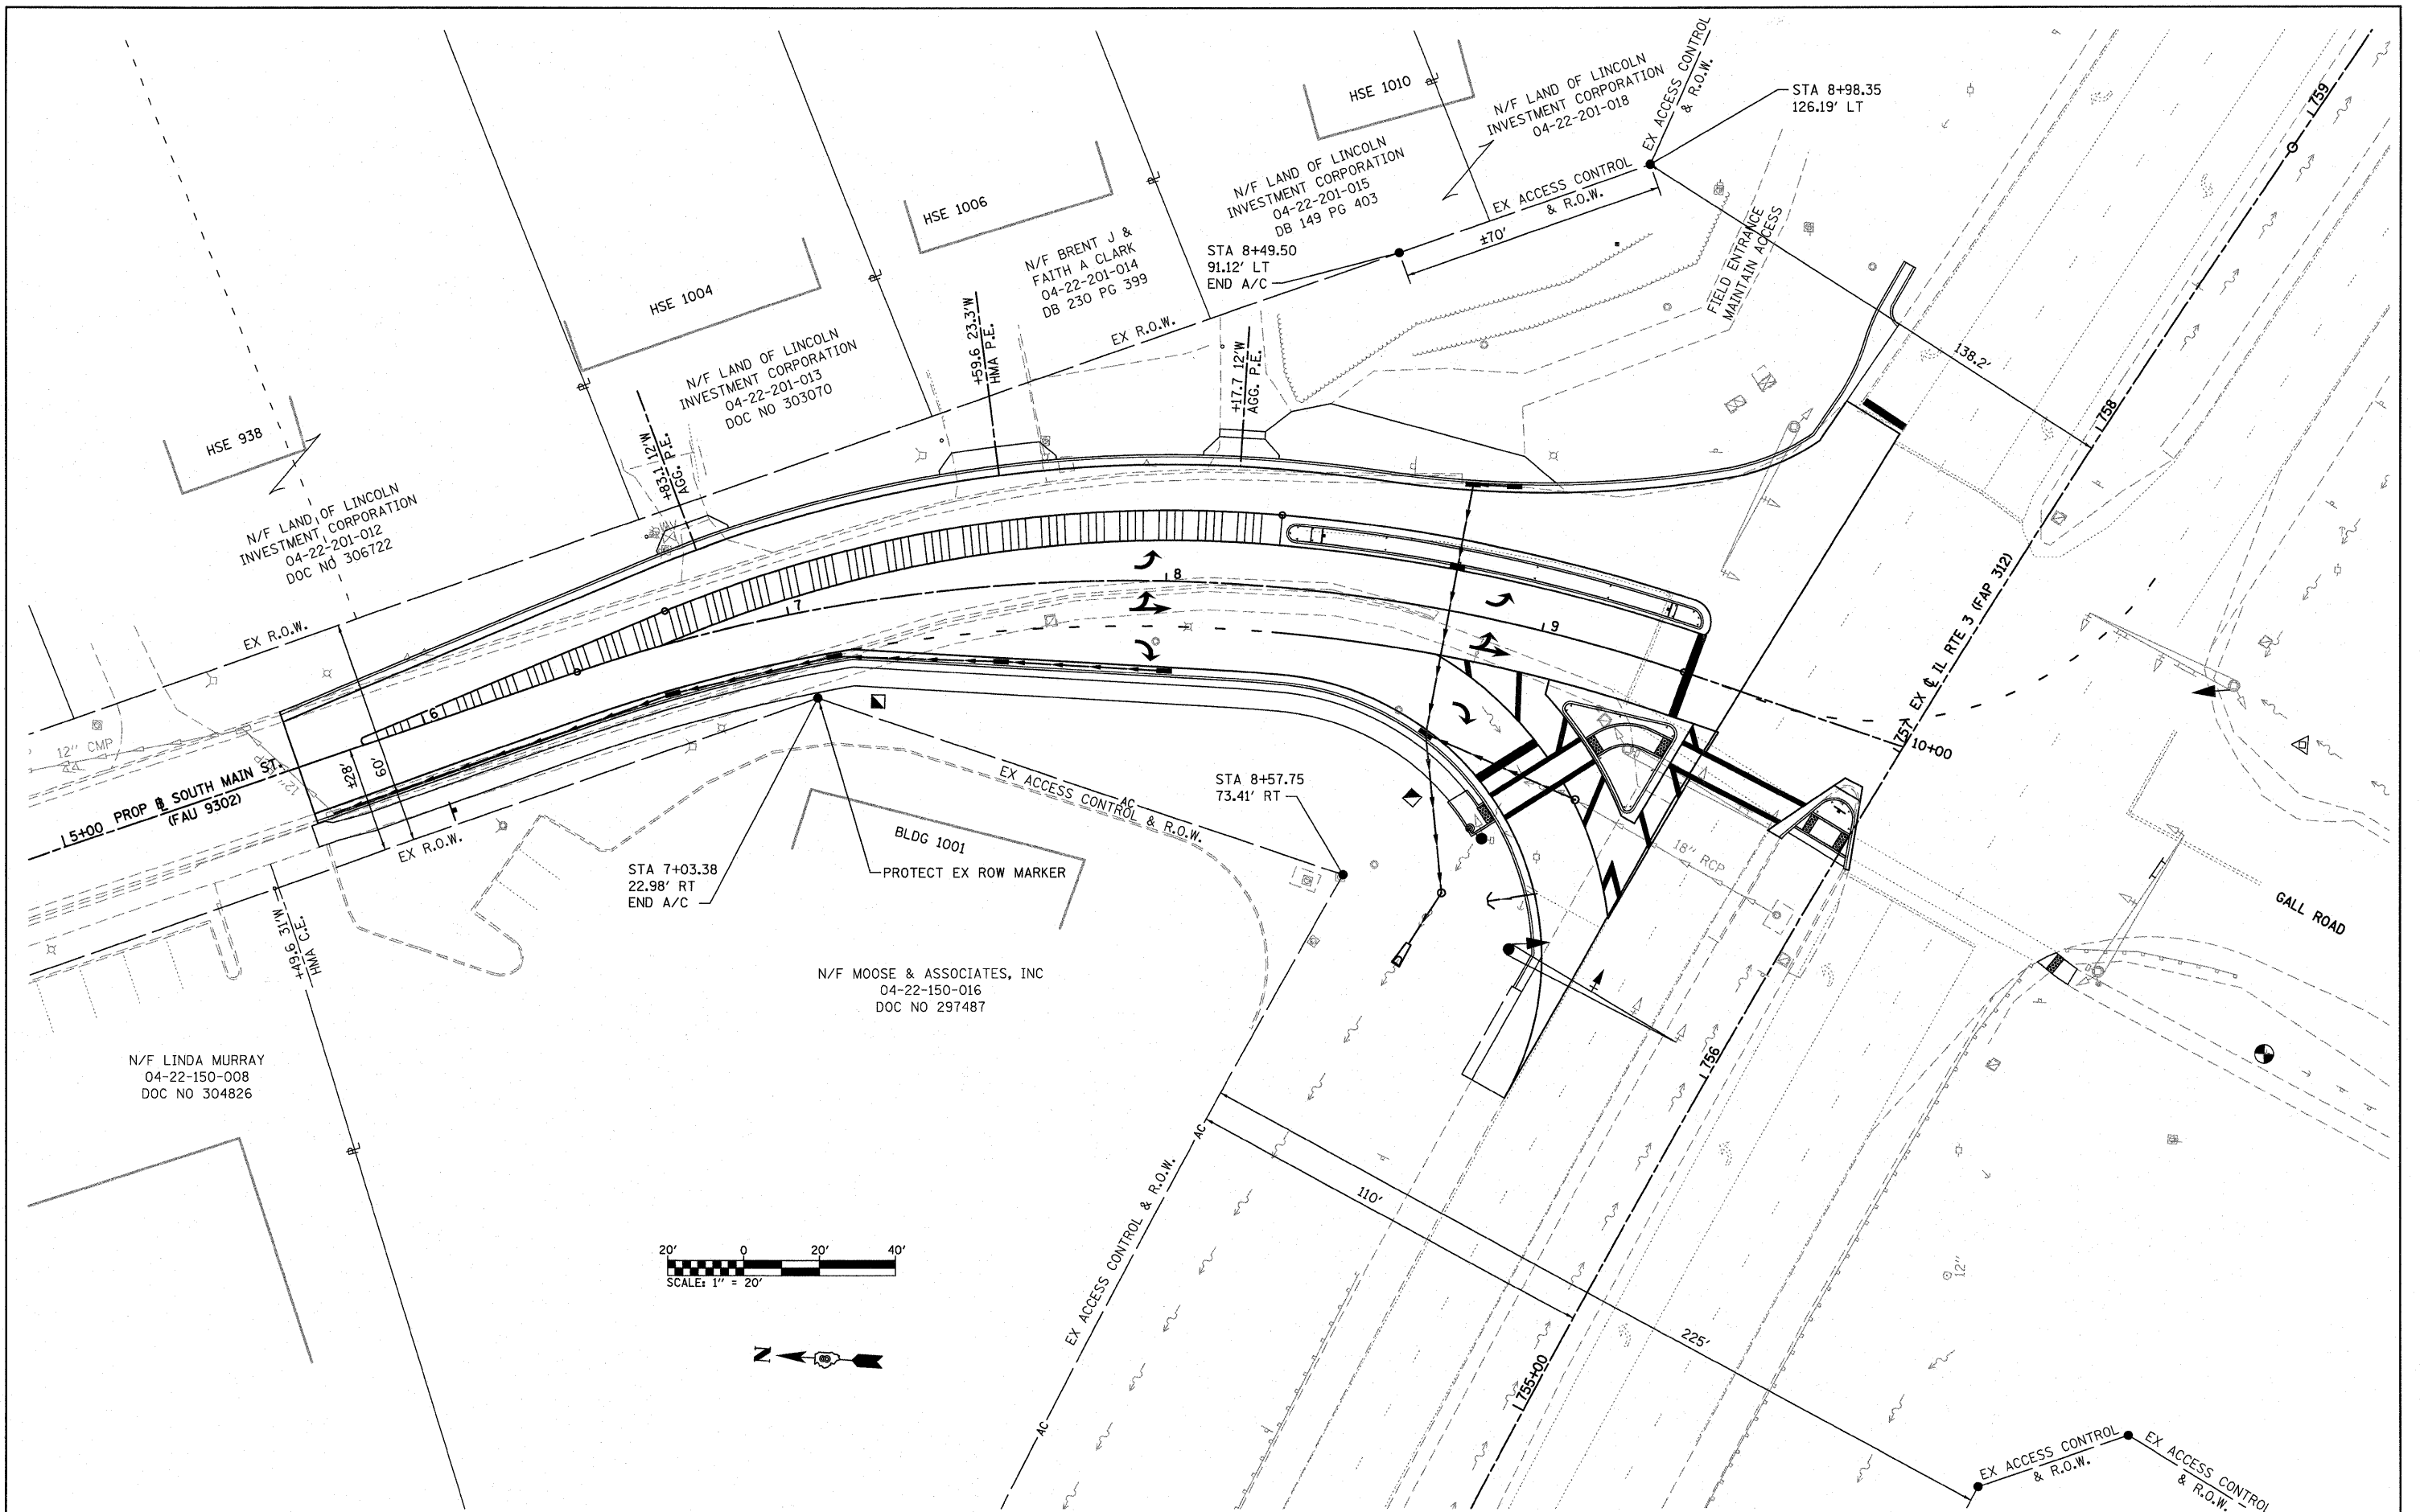 HSE 1010
N/F LAND OF LINCOLN
INVESTMENT CORPORATION
04-22-201-018
EX ACCESS CONTROL
& R.O.W.
STA 8+98.35
126.19' LT
759
N/F LAND OF LINCOLN
INVESTMENT CORPORATION
04-22-201-015
DB 149 PG 403
EX ACCESS CONTROL
& R.O.W.
±70'
HSE 1006
N/F BRENT J &
FAITH A CLARK
04-22-201-014
DB 230 PG 399
STA 8+49.50
91.12' LT
END A/C
FIELD ENTRANCE
MAINTAIN ACCESS
HSE 1004
EX R.O.W.
+59.6 23.3'W
HMA P.E.
+17.7 12'W
AGG. P.E.
138.2'
758
N/F LAND OF LINCOLN
INVESTMENT CORPORATION
04-22-201-013
DOC NO 303070
HSE 938
+83.1 12'W
AGG. P.E.
N/F LAND OF LINCOLN
INVESTMENT CORPORATION
04-22-201-012
DOC NO 306722
EX R.O.W.
6
7
8
9
10+00
757
EX ℄ IL RTE 3 (FAP 312)
12" CMP
12"
±28'
60'
5+00
PROP ⅊ SOUTH MAIN ST.
(FAU 9302)
EX R.O.W.
EX ACCESS CONTROL & R.O.W.
AC
STA 8+57.75
73.41' RT
BLDG 1001
PROTECT EX ROW MARKER
STA 7+03.38
22.98' RT
END A/C
18" RCP
GALL ROAD
+49.6 31'W
HMA C.E.
N/F MOOSE & ASSOCIATES, INC
04-22-150-016
DOC NO 297487
N/F LINDA MURRAY
04-22-150-008
DOC NO 304826
756
AC
EX ACCESS CONTROL & R.O.W.
AC
110'
225'
12"
20' 0 20' 40'
SCALE: 1" = 20'
N
755+00
EX ACCESS CONTROL
& R.O.W.
EX ACCESS CONTROL
& R.O.W.